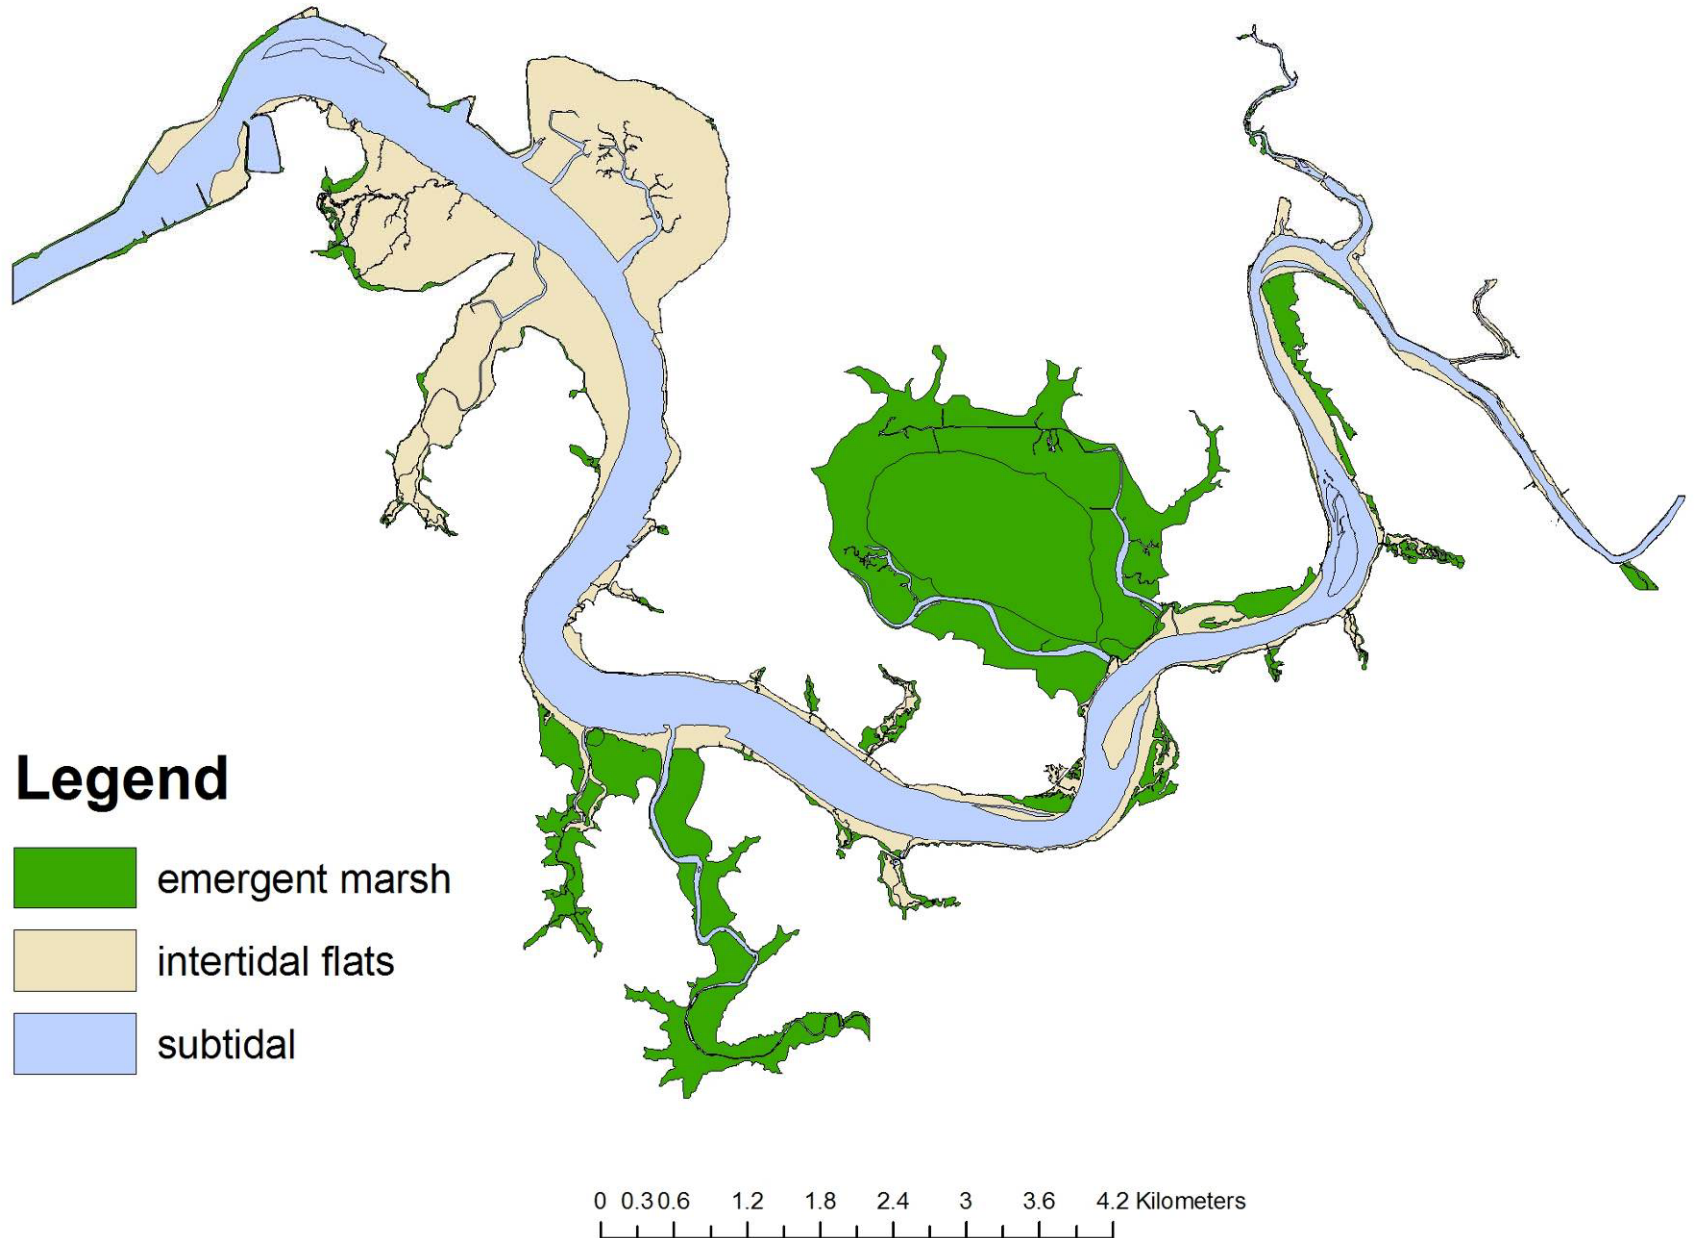 Legend
emergent marsh
intertidal flats
subtidal
0 0.3 0.6 1.2 1.8 2.4 3 3.6 4.2 Kilometers